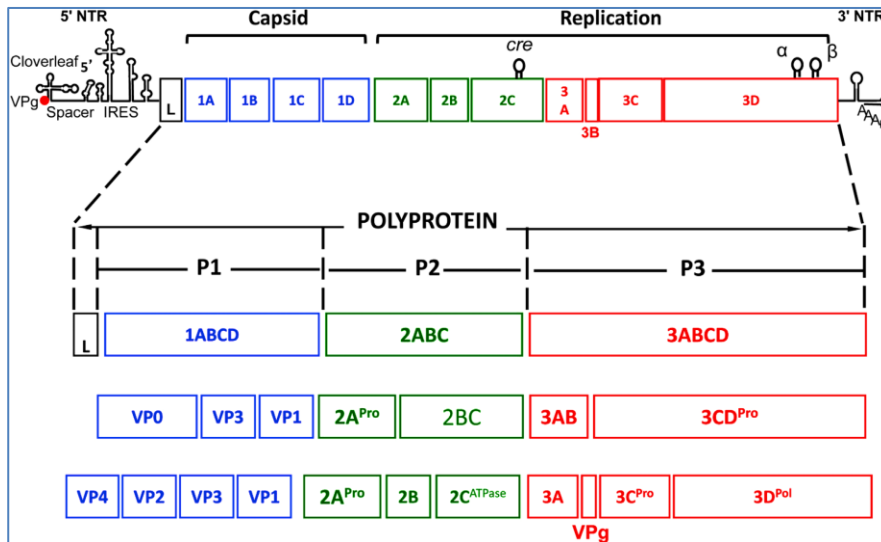 5' NTR Capsid Replication 3' NTR
Cloverleaf 5' cre α β
VPg Spacer IRES L 1A 1B 1C 1D 2A 2B 2C 3A 3B 3C 3D
POLYPROTEIN
P1 P2 P3
L 1ABCD 2ABC 3ABCD
VP0 VP3 VP1 2APro 2BC 3AB 3CDPro
VP4 VP2 VP3 VP1 2APro 2B 2CATPase 3A 3CPro 3DPol
VPg